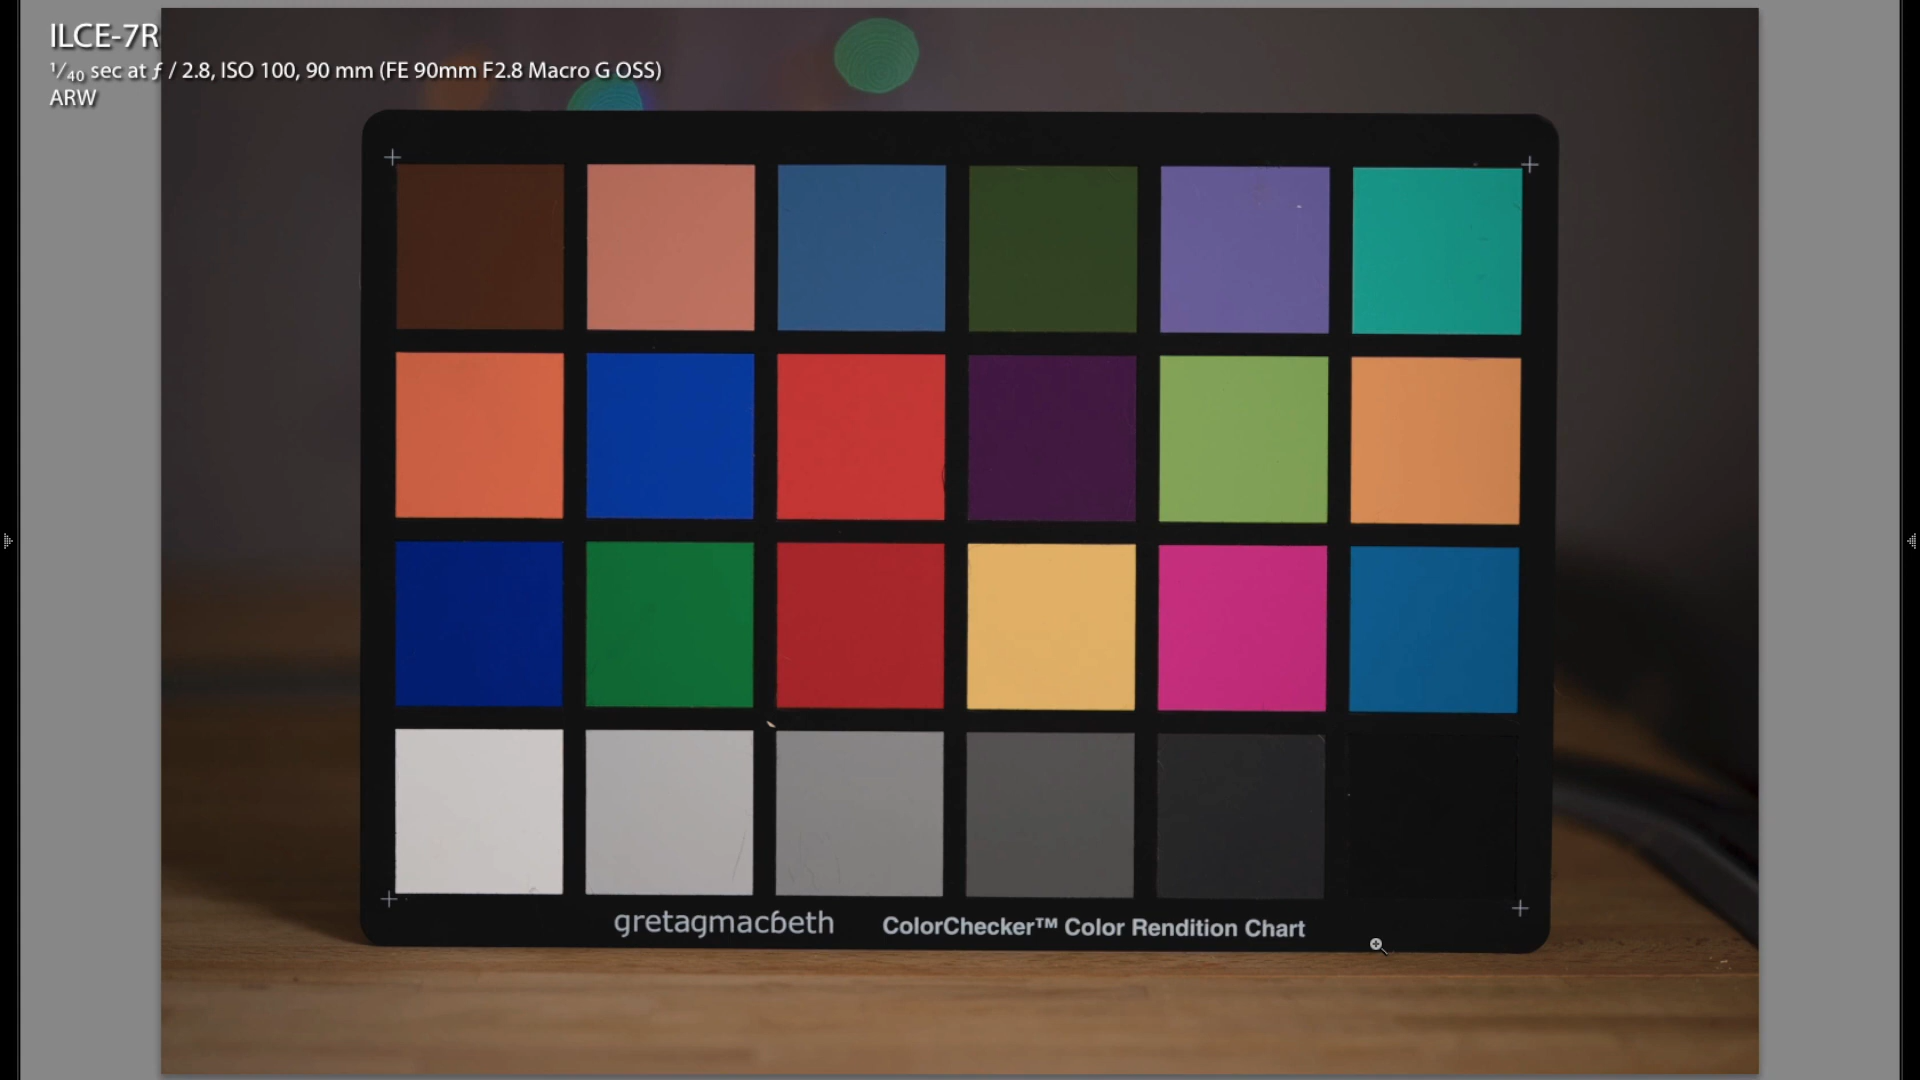 ILCE-7R
1/40 sec at ƒ / 2.8, ISO 100, 90 mm (FE 90mm F2.8 Macro G OSS)
ARW
gretagmacbeth ColorChecker™ Color Rendition Chart